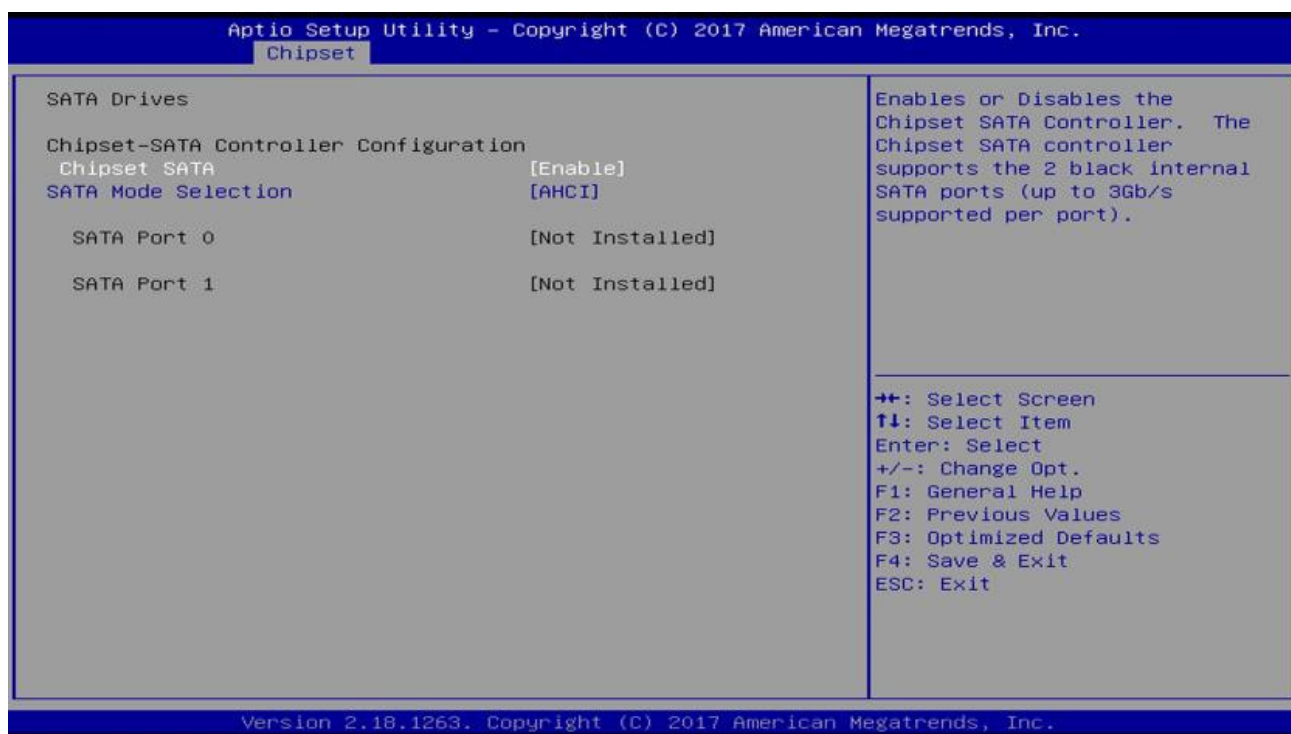 Aptio Setup Utility – Copyright (C) 2017 American Megatrends, Inc.
Chipset
SATA Drives
Chipset-SATA Controller Configuration
Chipset SATA [Enable]
SATA Mode Selection [AHCI]
SATA Port 0 [Not Installed]
SATA Port 1 [Not Installed]
Enables or Disables the
Chipset SATA Controller. The
Chipset SATA controller
supports the 2 black internal
SATA ports (up to 3Gb/s
supported per port).
→←: Select Screen
↑↓: Select Item
Enter: Select
+/-: Change Opt.
F1: General Help
F2: Previous Values
F3: Optimized Defaults
F4: Save & Exit
ESC: Exit
Version 2.18.1263. Copyright (C) 2017 American Megatrends, Inc.